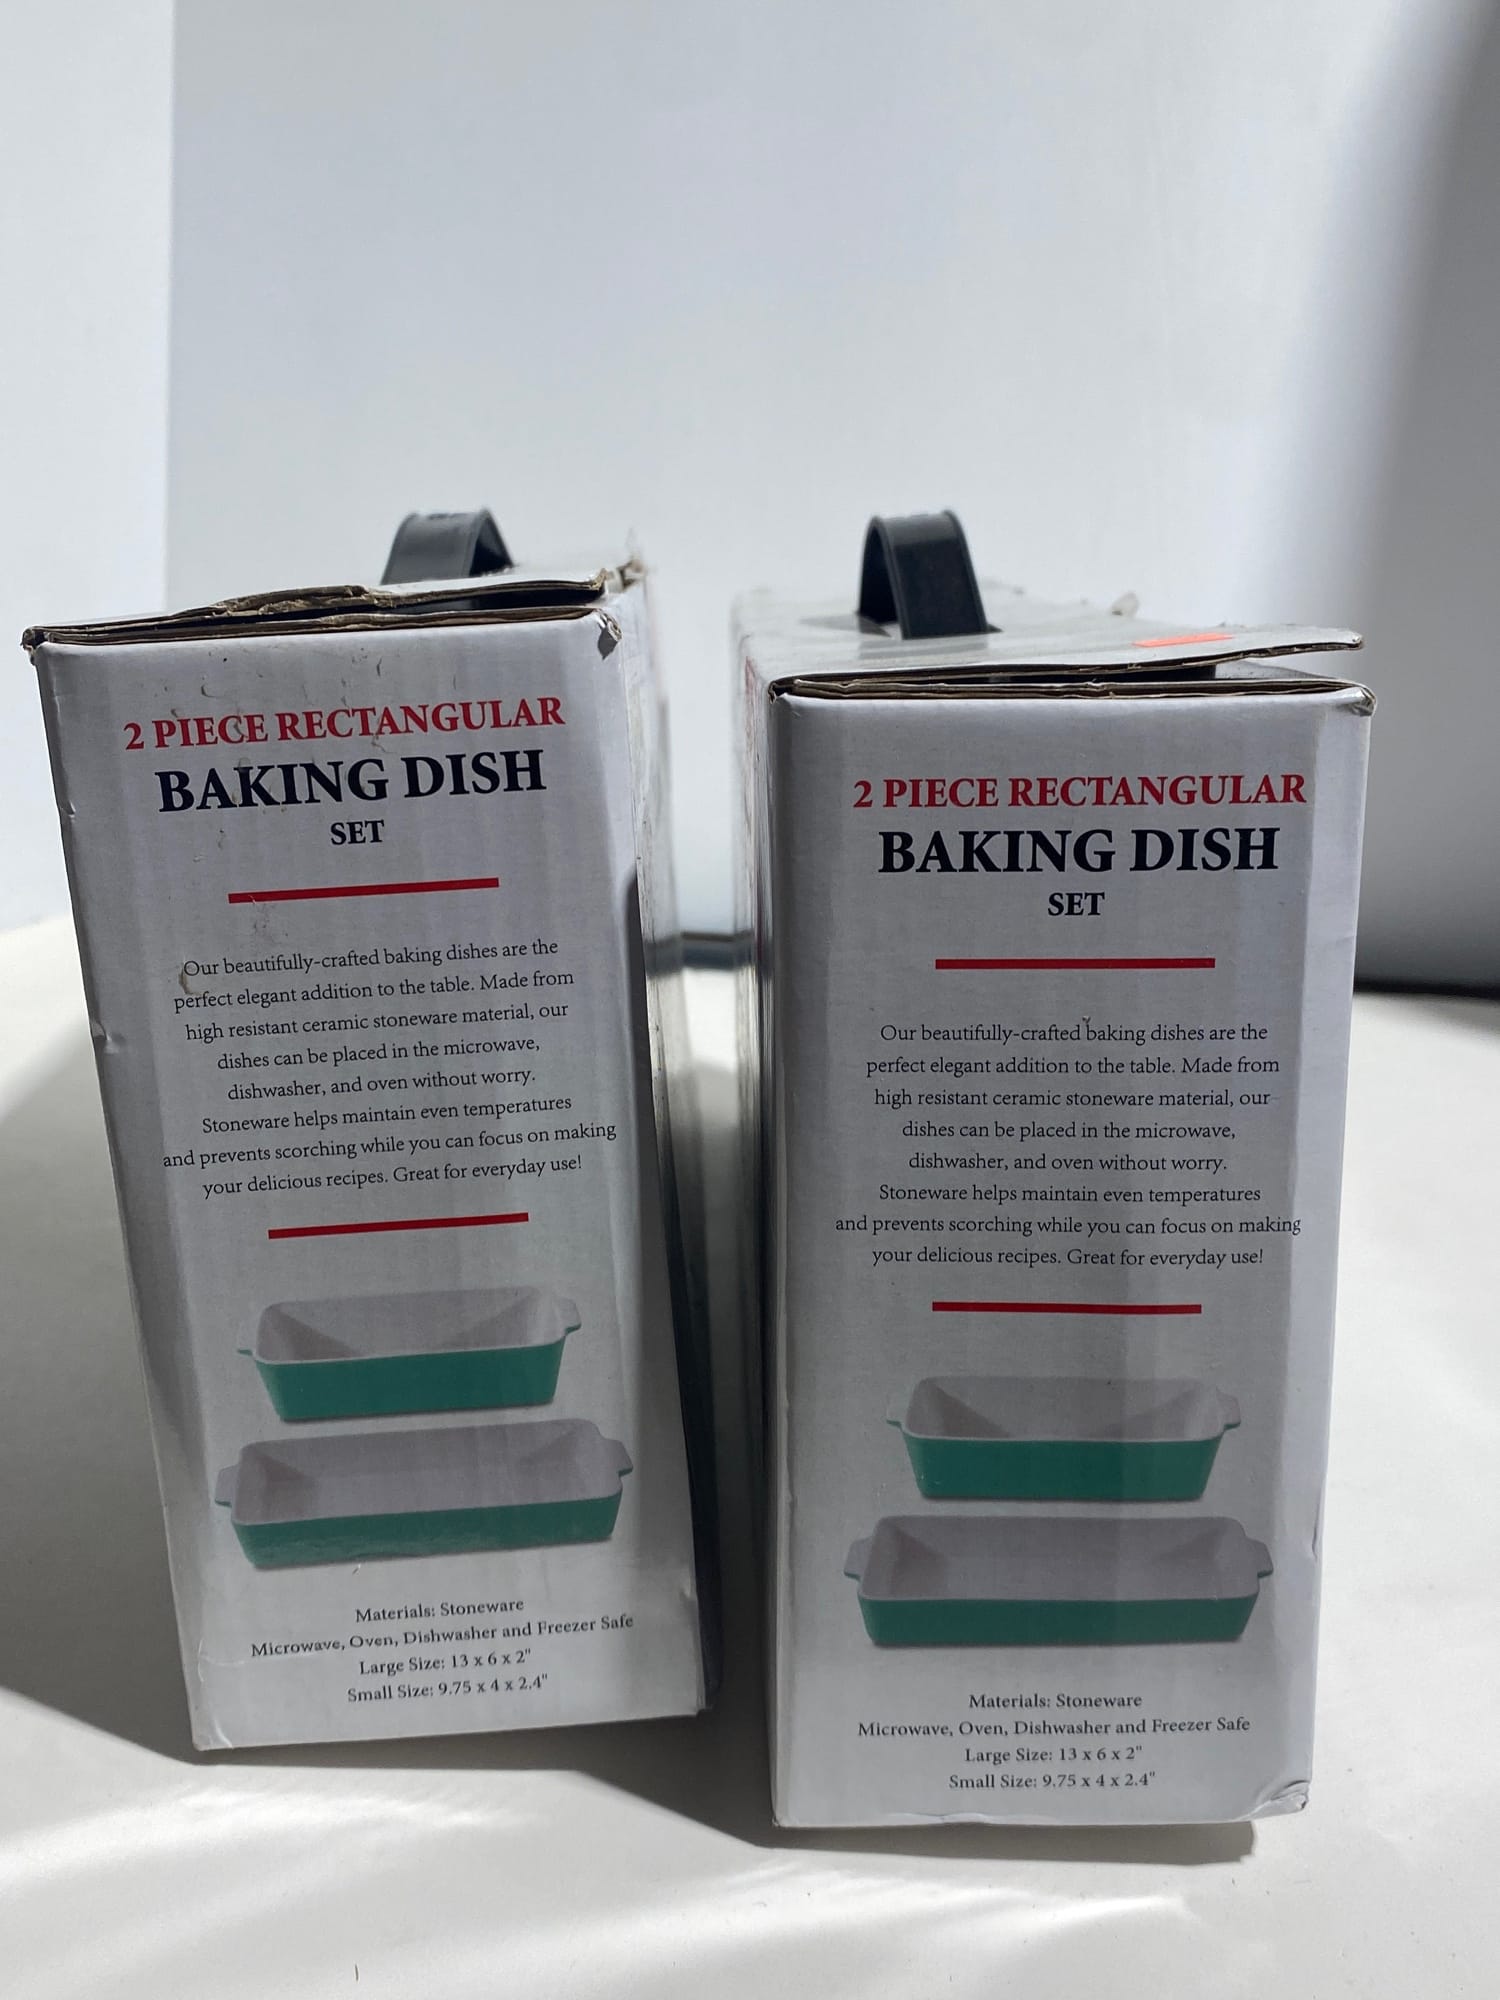 2 PIECE RECTANGULAR
BAKING DISH
SET
Our beautifully-crafted baking dishes are the
perfect elegant addition to the table. Made from
high resistant ceramic stoneware material, our
dishes can be placed in the microwave,
dishwasher, and oven without worry.
Stoneware helps maintain even temperatures
and prevents scorching while you can focus on making
your delicious recipes. Great for everyday use!
Materials: Stoneware
Microwave, Oven, Dishwasher and Freezer Safe
Large Size: 13 x 6 x 2"
Small Size: 9.75 x 4 x 2.4"
2 PIECE RECTANGULAR
BAKING DISH
SET
Our beautifully-crafted baking dishes are the
perfect elegant addition to the table. Made from
high resistant ceramic stoneware material, our
dishes can be placed in the microwave,
dishwasher, and oven without worry.
Stoneware helps maintain even temperatures
and prevents scorching while you can focus on making
your delicious recipes. Great for everyday use!
Materials: Stoneware
Microwave, Oven, Dishwasher and Freezer Safe
Large Size: 13 x 6 x 2"
Small Size: 9.75 x 4 x 2.4"